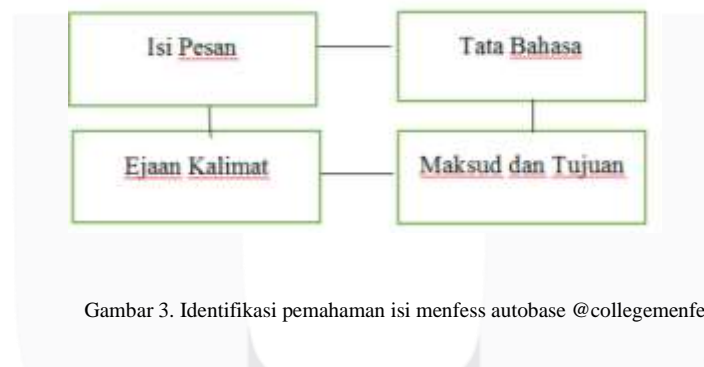 Isi Pesan
Tata Bahasa
Ejaan Kalimat
Maksud dan Tujuan
Gambar 3. Identifikasi pemahaman isi menfess autobase @collegemenfe